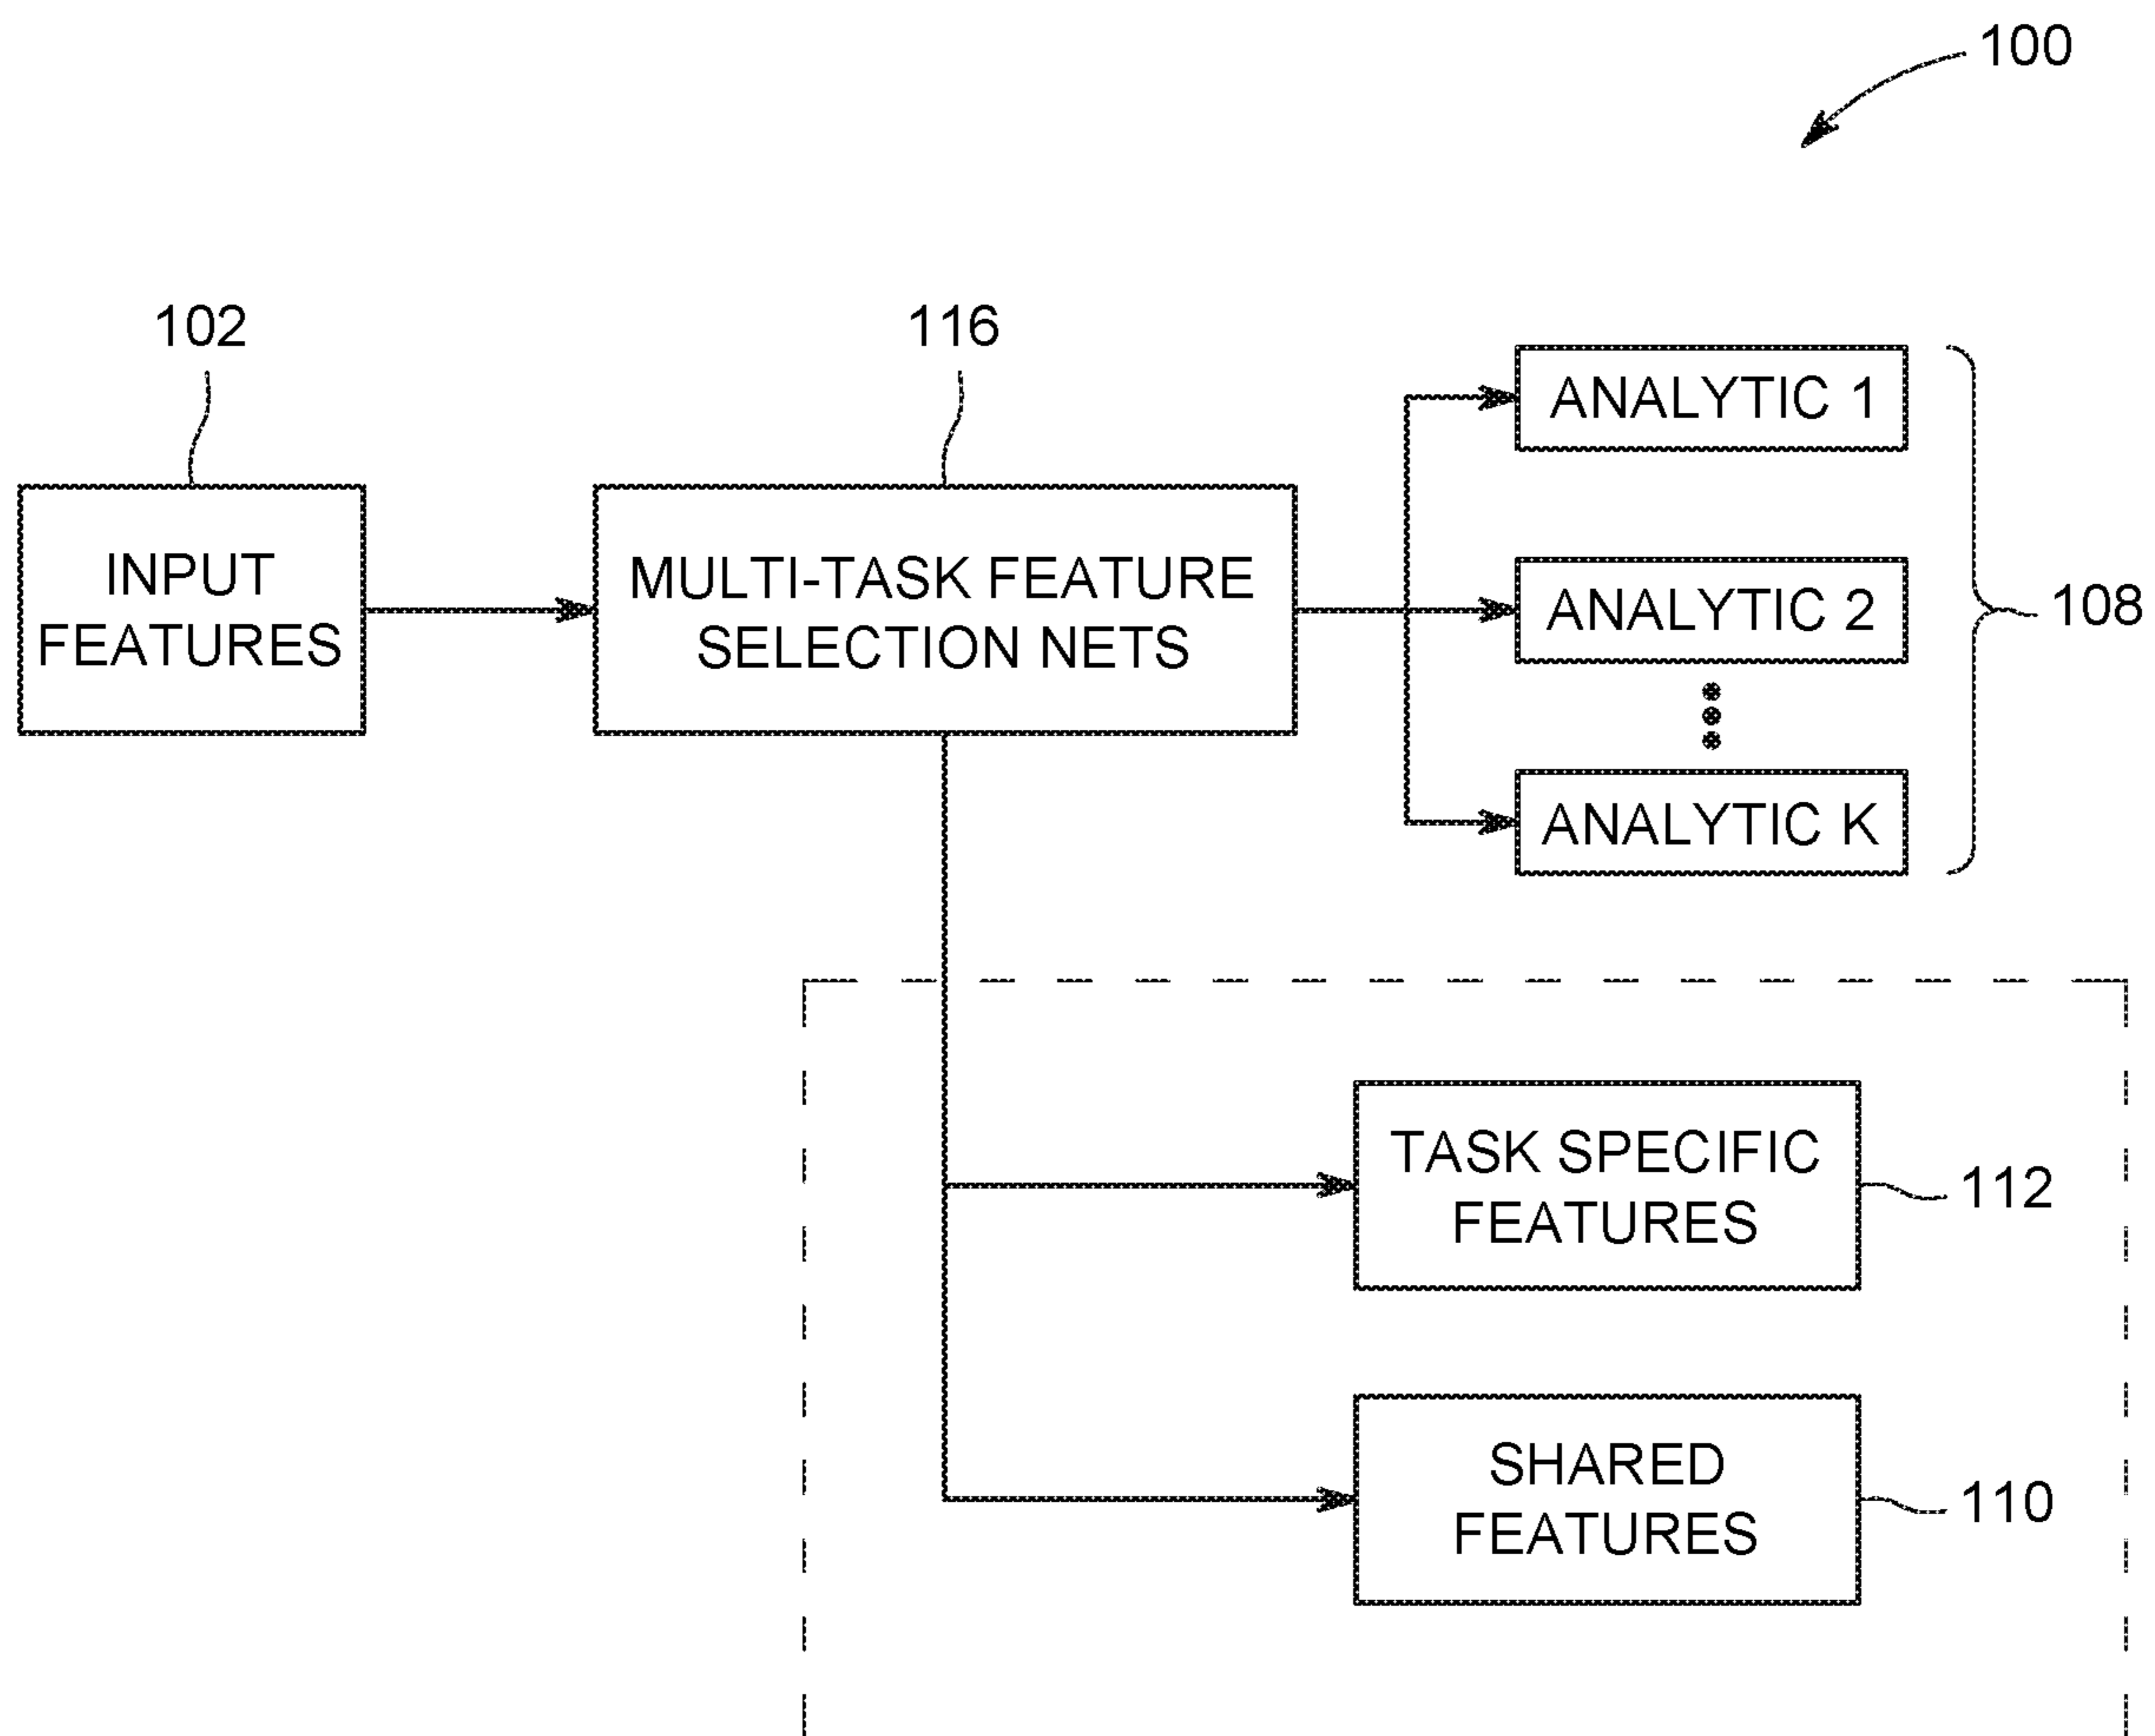 100
102
116
INPUT
FEATURES
MULTI-TASK FEATURE
SELECTION NETS
ANALYTIC 1
ANALYTIC 2
ANALYTIC K
108
TASK SPECIFIC
FEATURES
112
SHARED
FEATURES
110